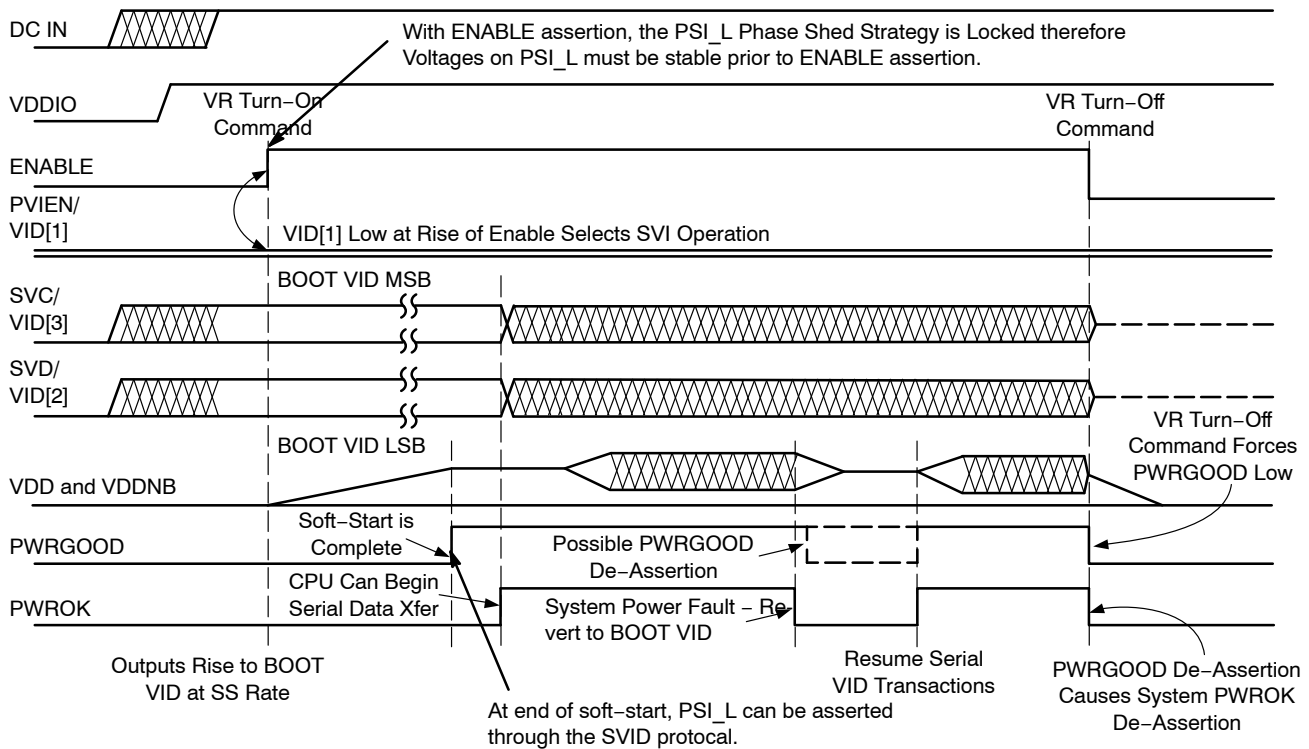 DC IN
With ENABLE assertion, the PSI_L Phase Shed Strategy is Locked therefore
Voltages on PSI_L must be stable prior to ENABLE assertion.
VDDIO
VR Turn−On
Command
VR Turn−Off
Command
ENABLE
PVIEN/
VID[1]
VID[1] Low at Rise of Enable Selects SVI Operation
BOOT VID MSB
SVC/
VID[3]
SVD/
VID[2]
BOOT VID LSB
VR Turn−Off
Command Forces
PWRGOOD Low
VDD and VDDNB
Soft−Start is
Complete
PWRGOOD
Possible PWRGOOD
De−Assertion
CPU Can Begin
Serial Data Xfer
PWROK
System Power Fault − Re-
vert to BOOT VID
Outputs Rise to BOOT
VID at SS Rate
Resume Serial
VID Transactions
PWRGOOD De−Assertion
Causes System PWROK
De−Assertion
At end of soft−start, PSI_L can be asserted
through the SVID protocal.